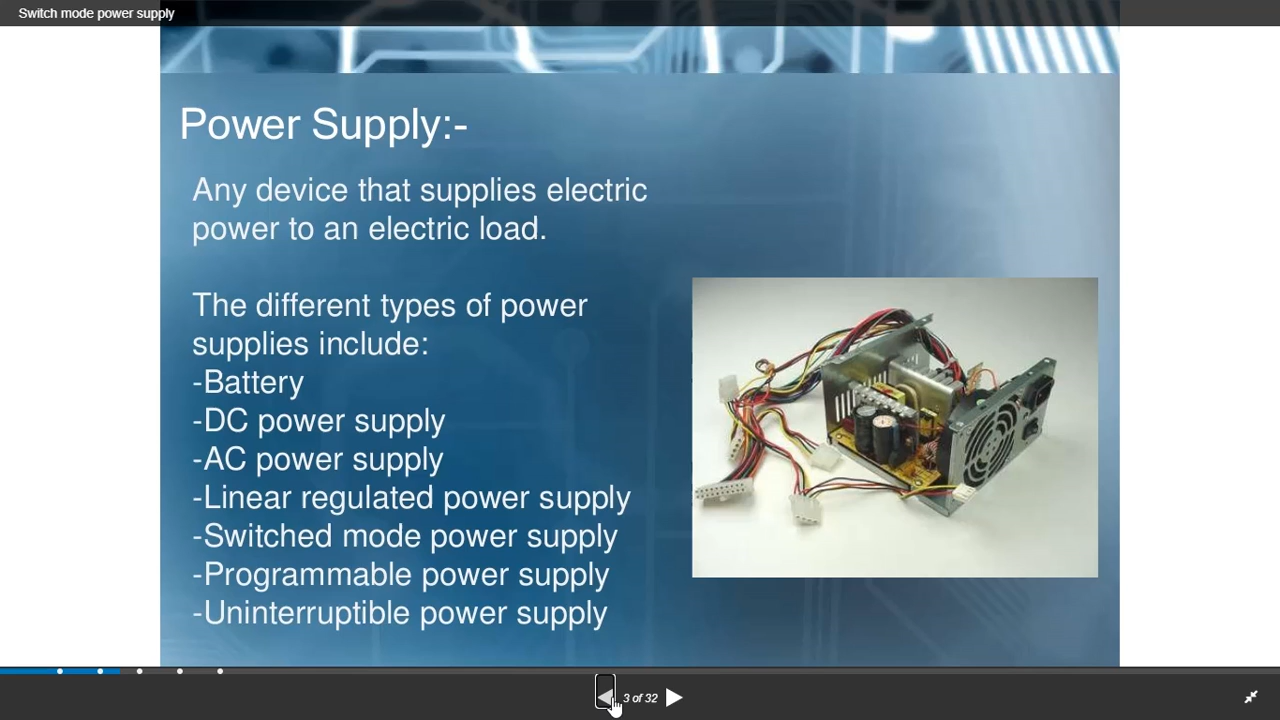 Switch mode power supply
Power Supply:-
Any device that supplies electric
power to an electric load.
The different types of power
supplies include:
-Battery
-DC power supply
-AC power supply
-Linear regulated power supply
-Switched mode power supply
-Programmable power supply
-Uninterruptible power supply
3 of 32